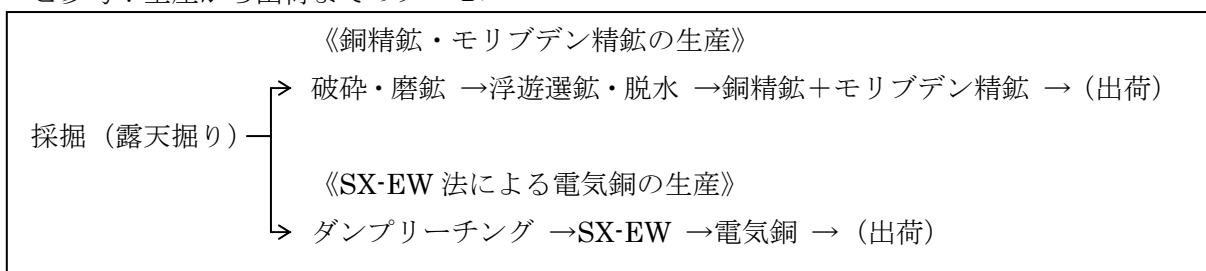 《銅精鉱・モリブデン精鉱の生産》
破砕・磨鉱 →浮遊選鉱・脱水 →銅精鉱＋モリブデン精鉱 →（出荷）
採掘（露天掘り）
《SX-EW 法による電気銅の生産》
ダンプリーチング →SX-EW →電気銅 →（出荷）